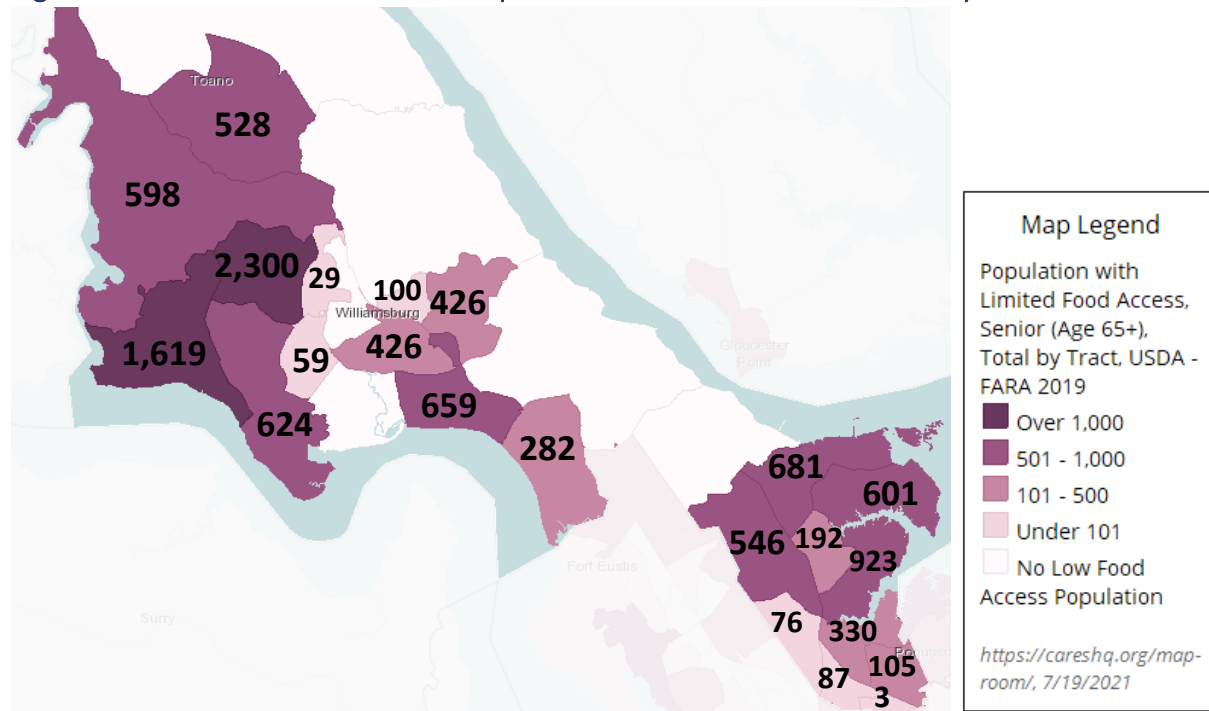 Toano
528
598
2,300
29
100
426
Williamsburg
426
1,619
59
624
659
282
Gloucester
Point
681
601
546
192
923
Fort Eustis
Surry
76
330
105
87
3
Map Legend
Population with
Limited Food Access,
Senior (Age 65+),
Total by Tract, USDA -
FARA 2019
Over 1,000
501 - 1,000
101 - 500
Under 101
No Low Food
Access Population
https://careshq.org/map-
room/, 7/19/2021